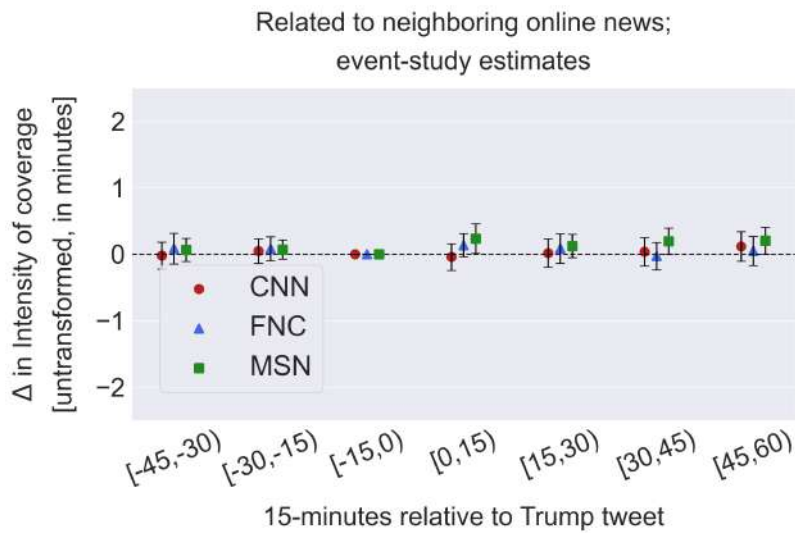 Related to neighboring online news;
event-study estimates
Δ in Intensity of coverage
[untransformed, in minutes]
2
1
0
−1
−2
CNN
FNC
MSN
[-45,-30)
[-30,-15)
[-15,0)
[0,15)
[15,30)
[30,45)
[45,60)
15-minutes relative to Trump tweet